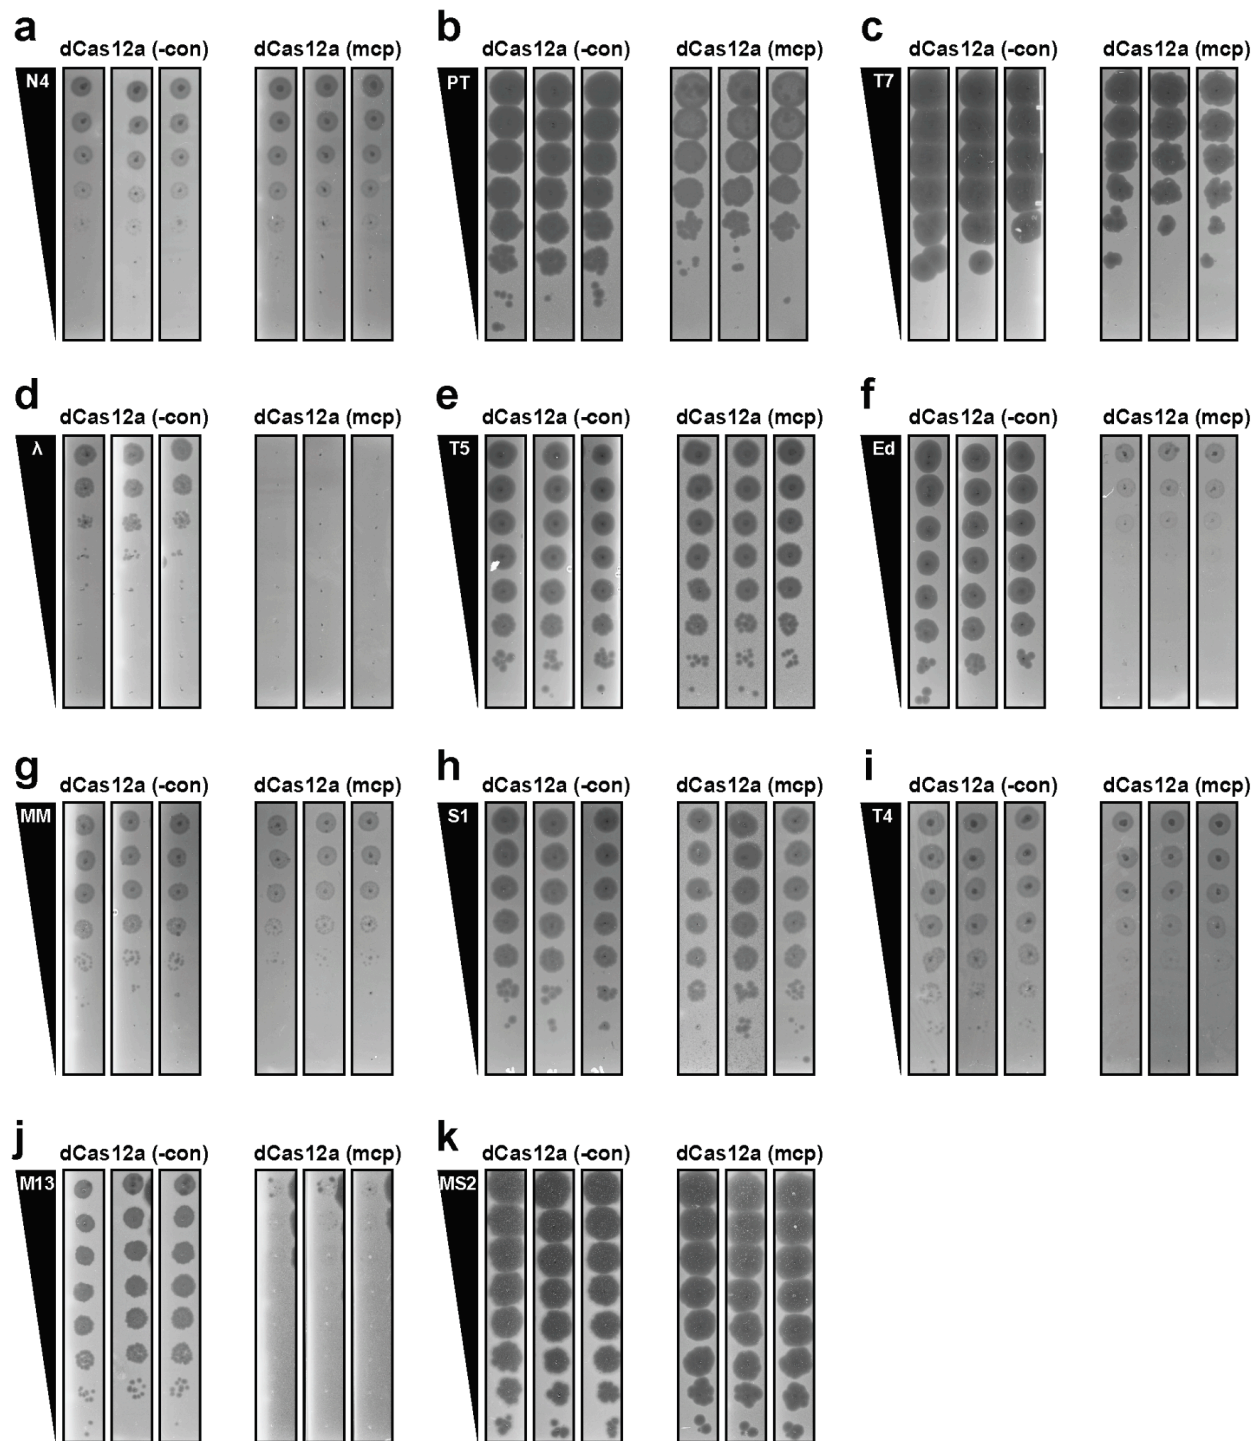 a
dCas12a (-con) dCas12a (mcp)
N4
b
dCas12a (-con) dCas12a (mcp)
PT
c
dCas12a (-con) dCas12a (mcp)
T7
d
dCas12a (-con) dCas12a (mcp)
λ
e
dCas12a (-con) dCas12a (mcp)
T5
f
dCas12a (-con) dCas12a (mcp)
Ed
g
dCas12a (-con) dCas12a (mcp)
MM
h
dCas12a (-con) dCas12a (mcp)
S1
i
dCas12a (-con) dCas12a (mcp)
T4
j
dCas12a (-con) dCas12a (mcp)
M13
k
dCas12a (-con) dCas12a (mcp)
MS2